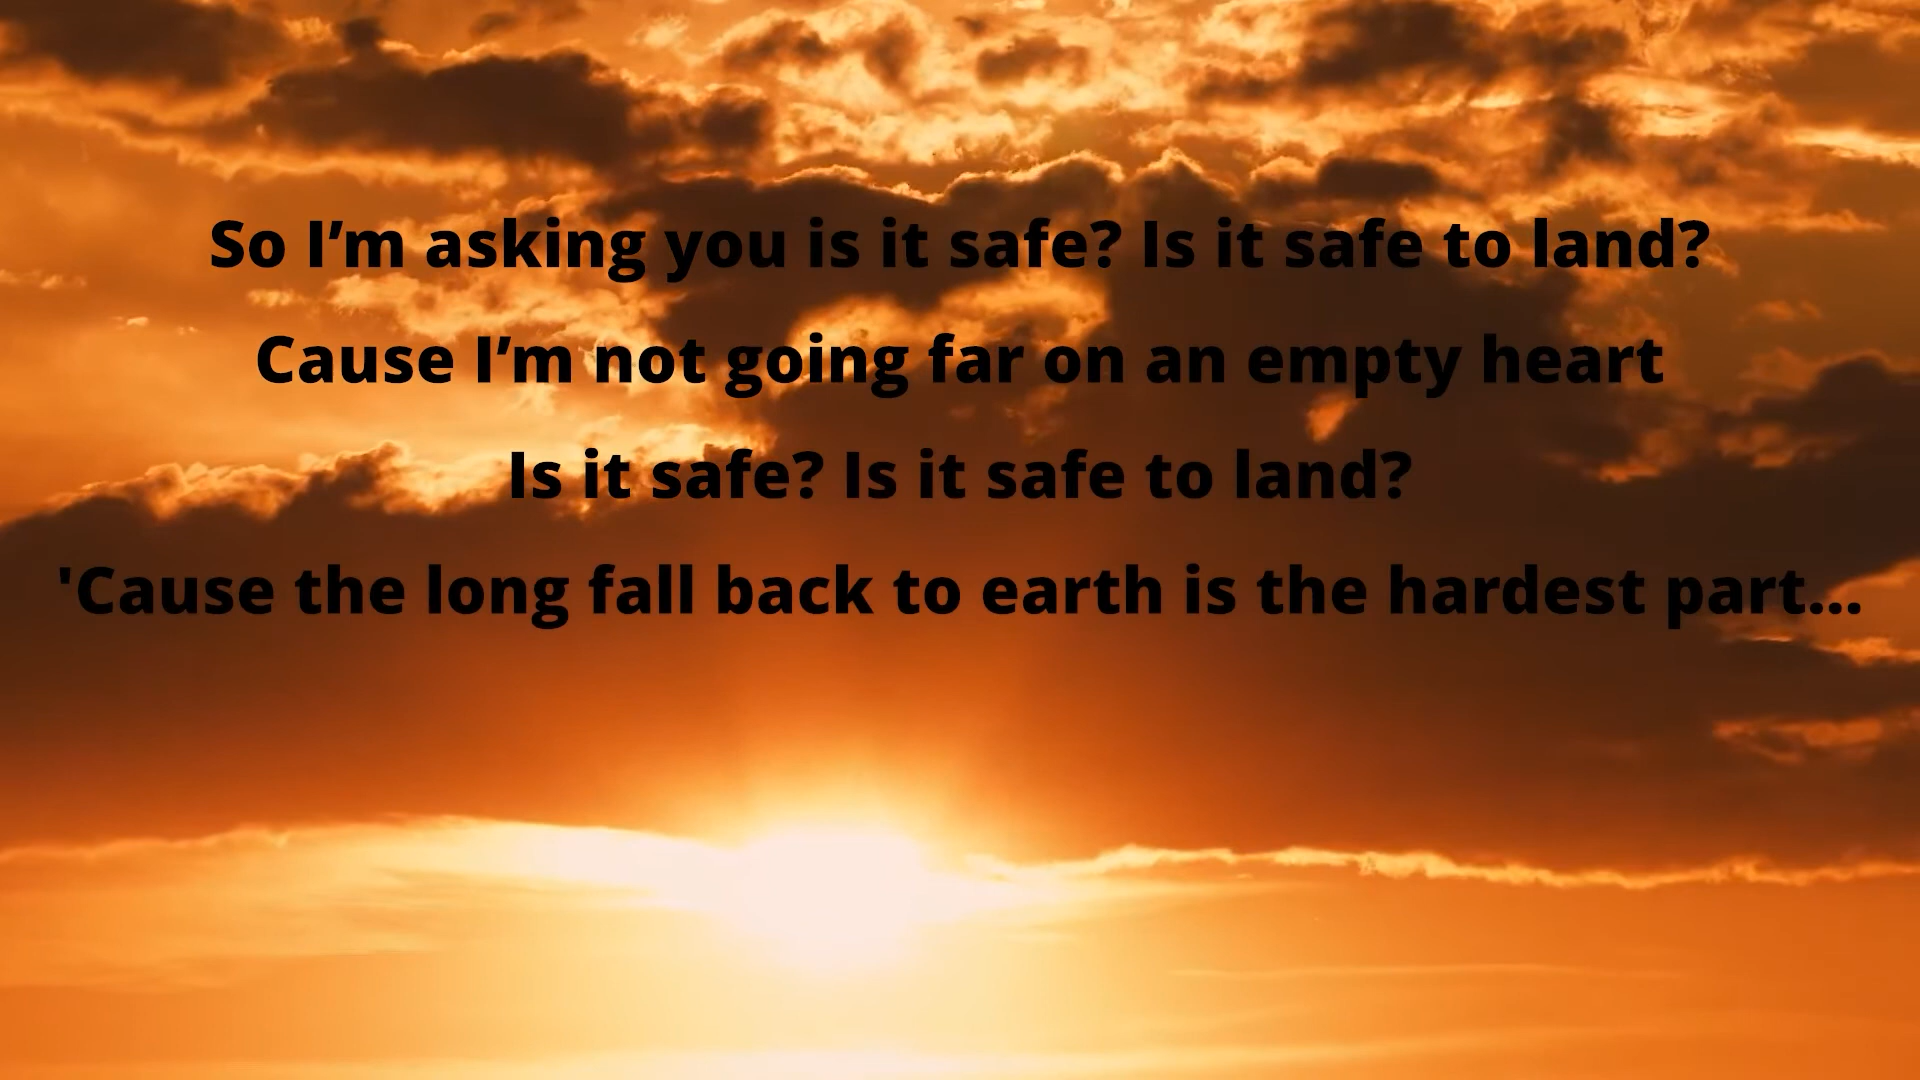 So I’m asking you is it safe? Is it safe to land?
Cause I’m not going far on an empty heart
Is it safe? Is it safe to land?
'Cause the long fall back to earth is the hardest part...